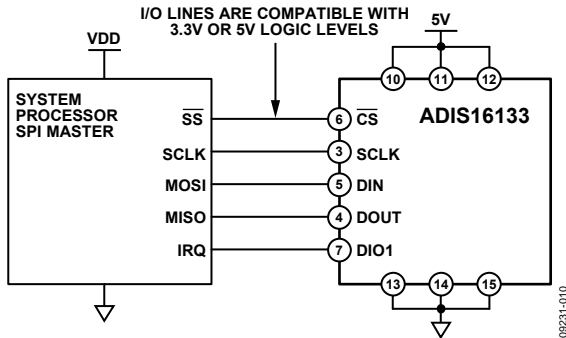 I/O LINES ARE COMPATIBLE WITH
3.3V OR 5V LOGIC LEVELS
VDD
5V
10 11 12
SYSTEM
PROCESSOR
SPI MASTER
ADIS16133
SS 6 CS
SCLK 3 SCLK
MOSI 5 DIN
MISO 4 DOUT
IRQ 7 DIO1
13 14 15
09231-010